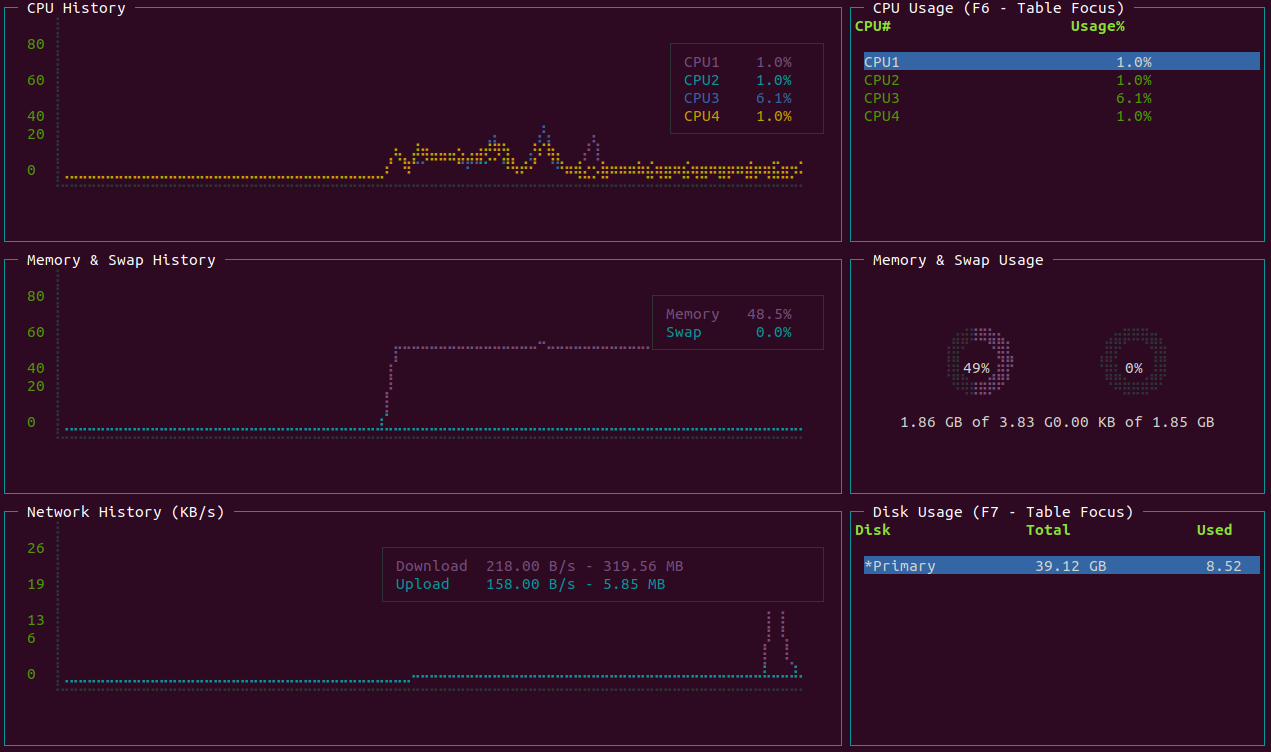 CPU History
80
60
40
20
0
CPU1 1.0%
CPU2 1.0%
CPU3 6.1%
CPU4 1.0%
CPU Usage (F6 - Table Focus)
CPU# Usage%
CPU1 1.0%
CPU2 1.0%
CPU3 6.1%
CPU4 1.0%
Memory & Swap History
80
60
40
20
0
Memory 48.5%
Swap 0.0%
Memory & Swap Usage
49% 0%
1.86 GB of 3.83 G0.00 KB of 1.85 GB
Network History (KB/s)
26
19
13
6
0
Download 218.00 B/s - 319.56 MB
Upload 158.00 B/s - 5.85 MB
Disk Usage (F7 - Table Focus)
Disk Total Used
*Primary 39.12 GB 8.52